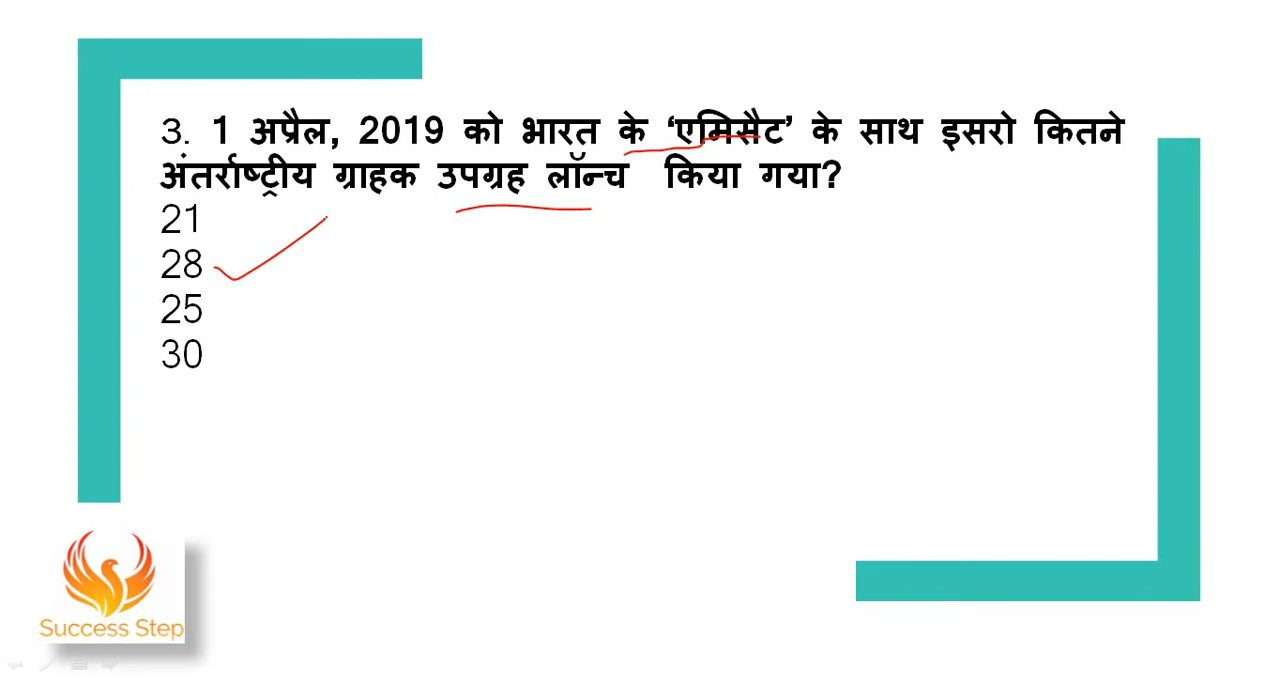 3. 1 अप्रैल, 2019 को भारत के ‘एमिसैट’ के साथ इसरो कितने
अंतर्राष्ट्रीय ग्राहक उपग्रह लॉन्च किया गया?
21
28
25
30
Success Step